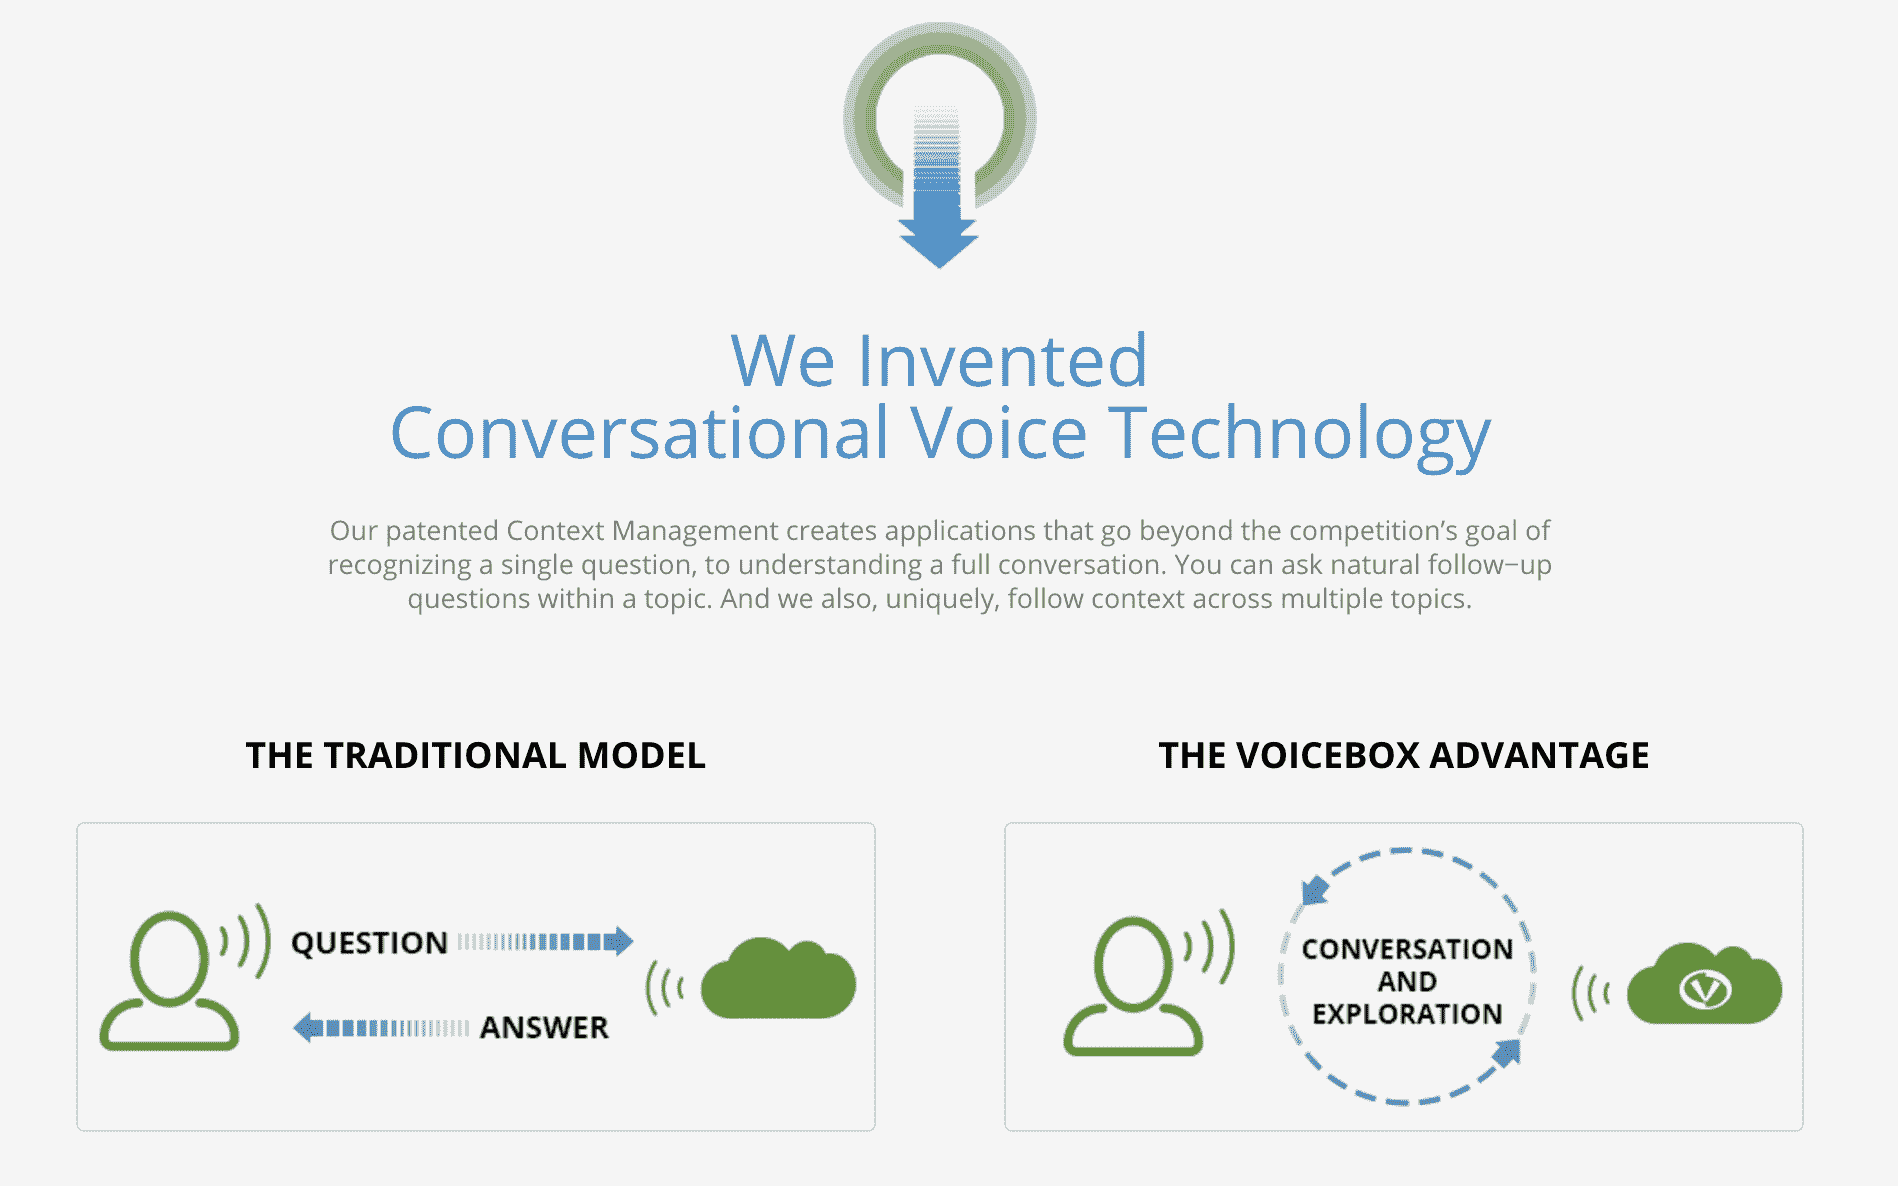 We Invented
Conversational Voice Technology
Our patented Context Management creates applications that go beyond the competition’s goal of
recognizing a single question, to understanding a full conversation. You can ask natural follow–up
questions within a topic. And we also, uniquely, follow context across multiple topics.
THE TRADITIONAL MODEL
QUESTION
ANSWER
THE VOICEBOX ADVANTAGE
CONVERSATION
AND
EXPLORATION
V